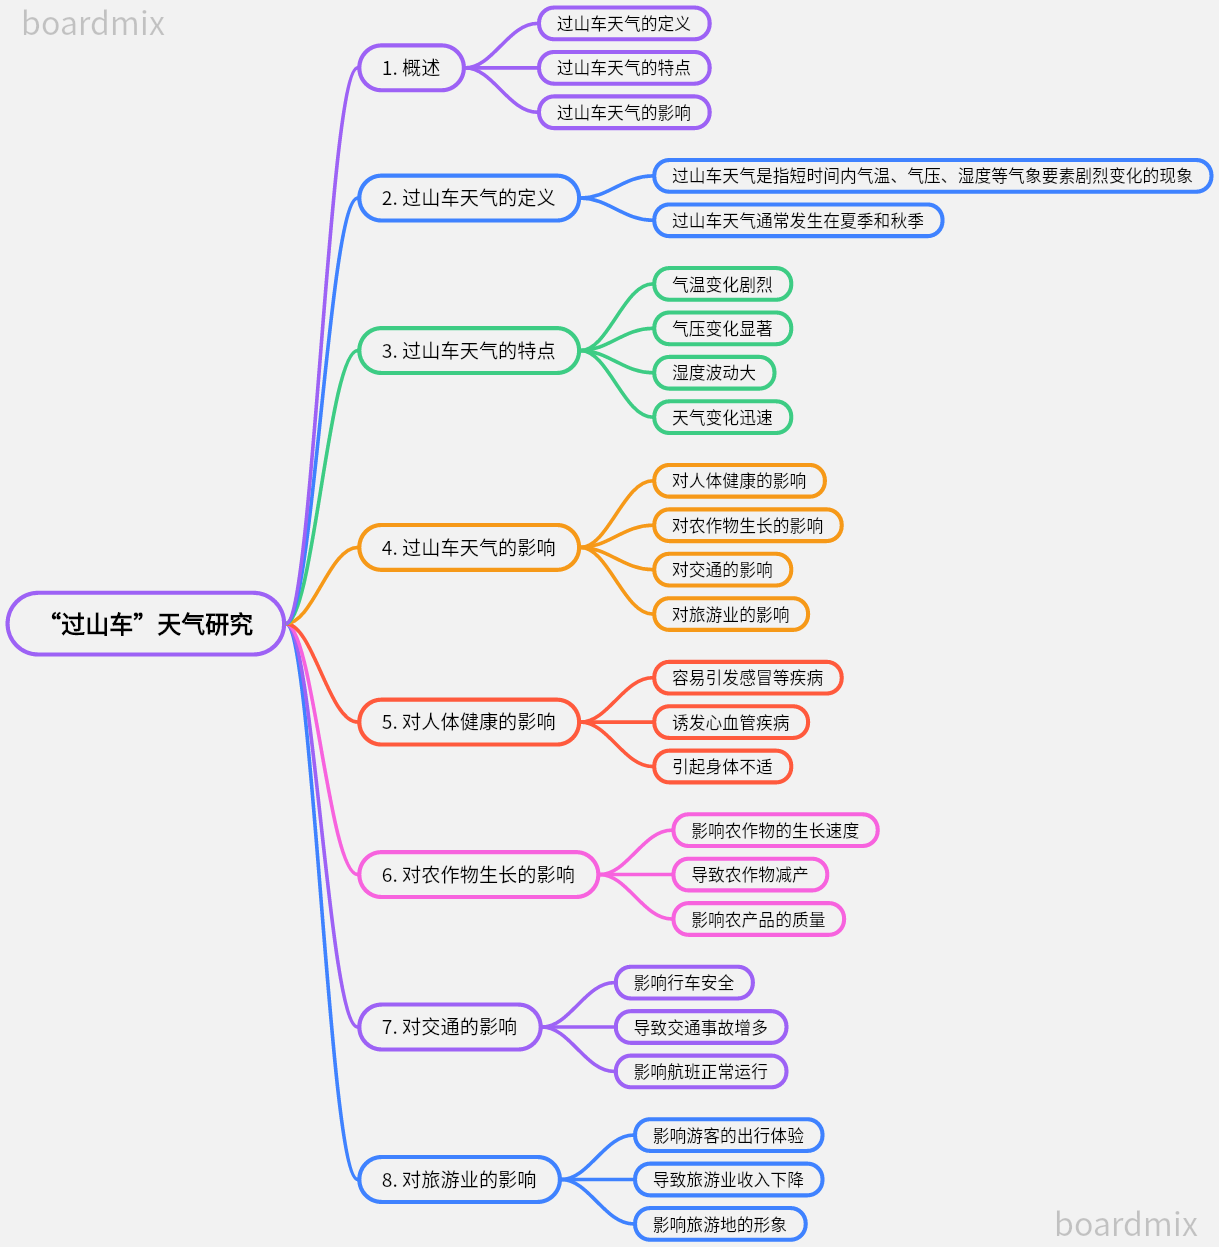 boardmix
“过山车”天气研究
1. 概述
过山车天气的定义
过山车天气的特点
过山车天气的影响
2. 过山车天气的定义
过山车天气是指短时间内气温、气压、湿度等气象要素剧烈变化的现象
过山车天气通常发生在夏季和秋季
3. 过山车天气的特点
气温变化剧烈
气压变化显著
湿度波动大
天气变化迅速
4. 过山车天气的影响
对人体健康的影响
对农作物生长的影响
对交通的影响
对旅游业的影响
5. 对人体健康的影响
容易引发感冒等疾病
诱发心血管疾病
引起身体不适
6. 对农作物生长的影响
影响农作物的生长速度
导致农作物减产
影响农产品的质量
7. 对交通的影响
影响行车安全
导致交通事故增多
影响航班正常运行
8. 对旅游业的影响
影响游客的出行体验
导致旅游业收入下降
影响旅游地的形象
boardmix